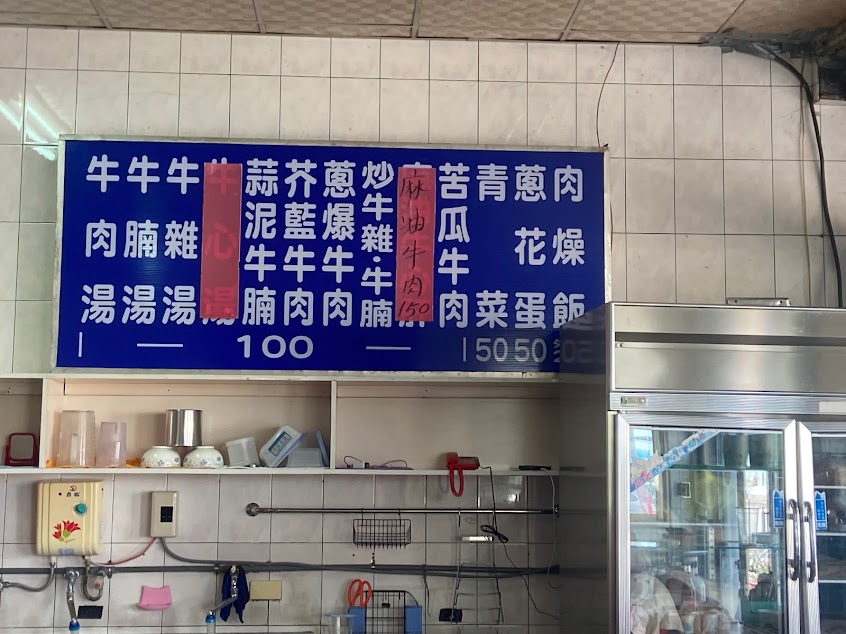 牛肉湯
牛腩湯
牛雜湯
牛心湯
蒜泥牛腩
芥藍牛肉
蔥爆牛肉
炒牛雜·牛腩
麻油牛肉150
苦瓜牛肉
青菜
蔥花蛋
肉燥飯
100
50
50